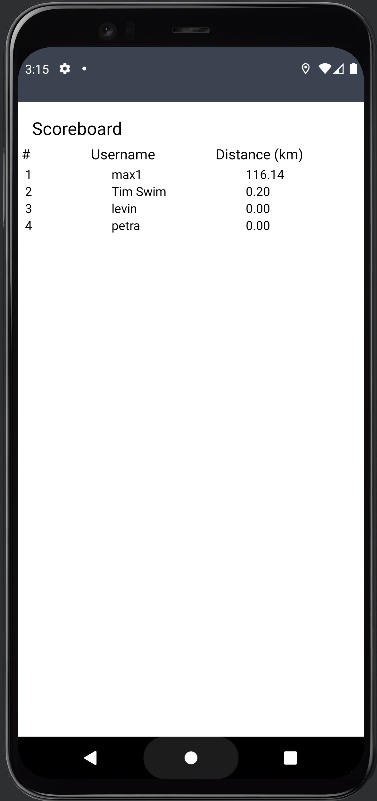 3:15
Scoreboard
# Username Distance (km)
1 max1 116.14
2 Tim Swim 0.20
3 levin 0.00
4 petra 0.00